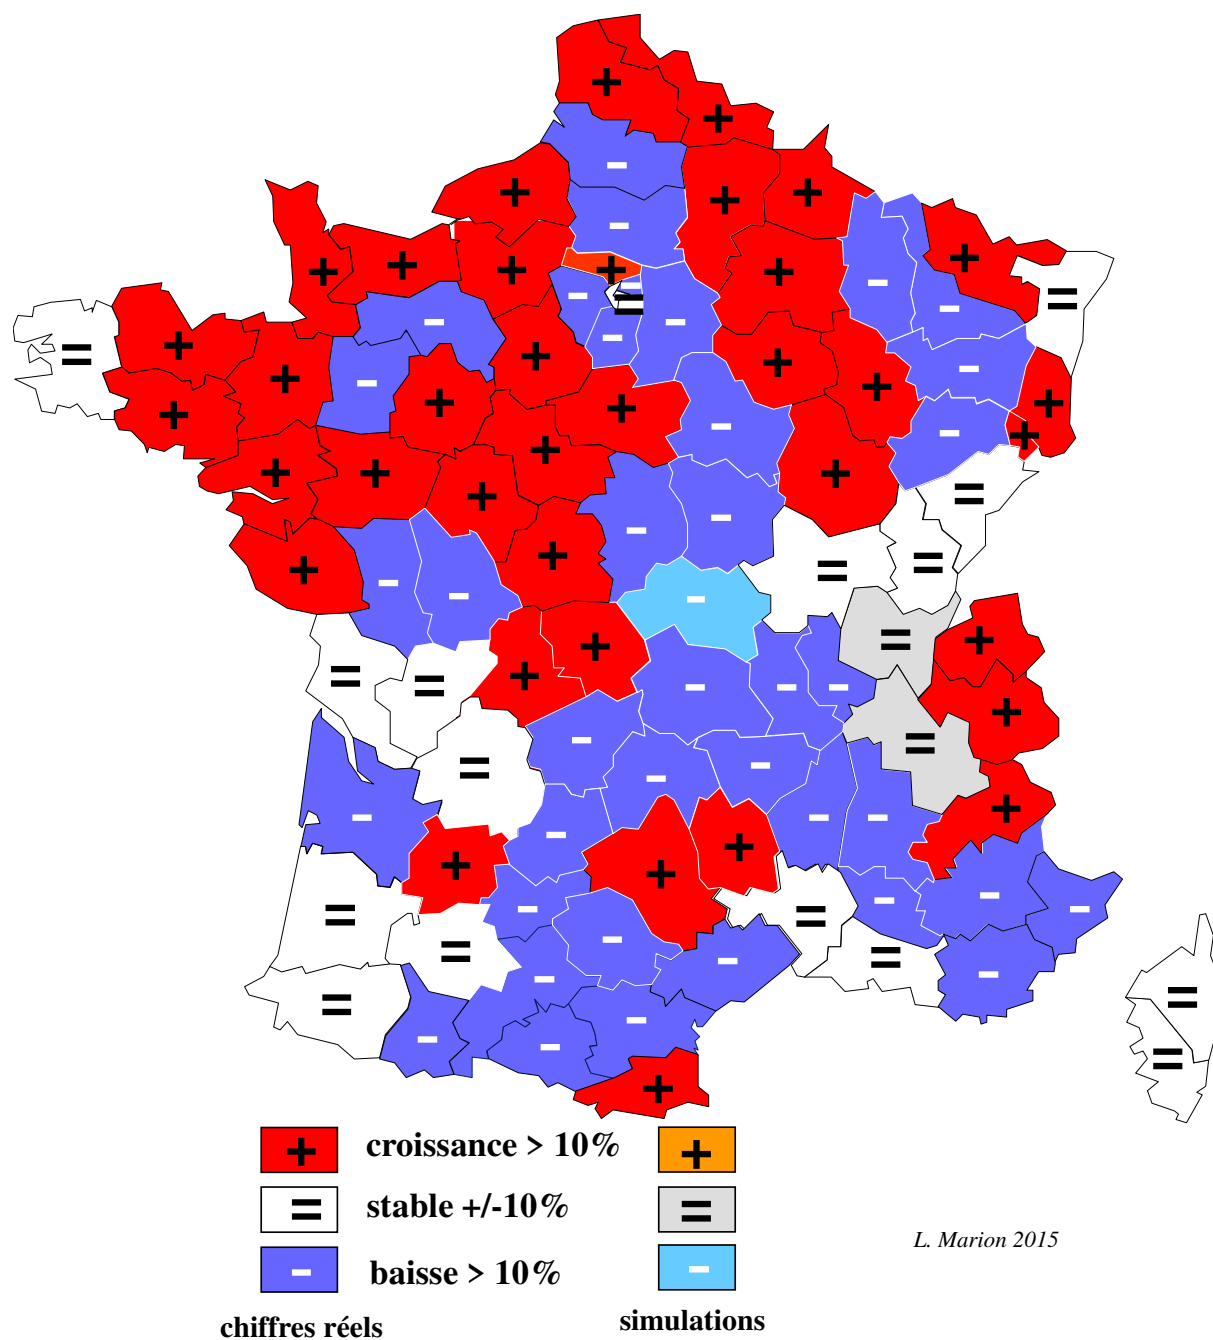 croissance > 10%
stable +/-10%
baisse > 10%
chiffres réels
simulations
L. Marion 2015